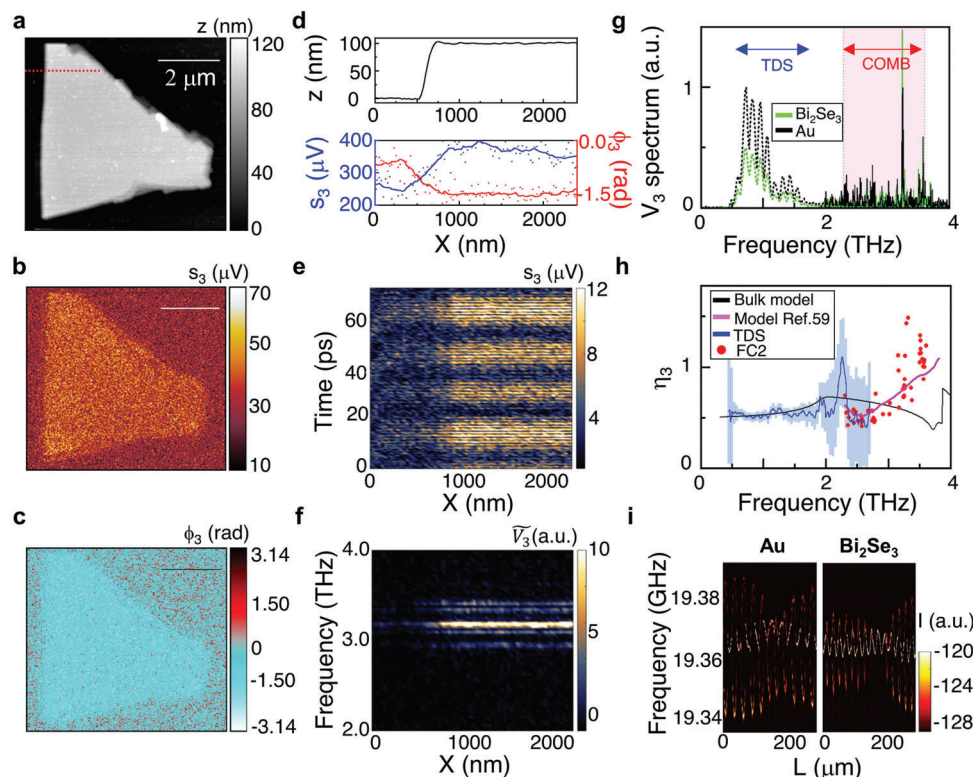 a
z (nm)
120
80
40
0
2 μm
b
s3 (μV)
70
50
30
10
c
ϕ3 (rad)
3.14
1.50
0
-1.50
-3.14
d
z (nm)
100
0
s3 (μV)
400
300
200
0.0
-1.5
ϕ3 (rad)
0 1000 2000
X (nm)
e
s3 (μV)
12
8
4
Time (ps)
60
40
20
0
0 1000 2000
X (nm)
f
V3 (a.u.)
10
5
0
Frequency (THz)
4.0
3.0
2.0
0 1000 2000
X (nm)
g
V3 spectrum (a.u.)
1
0
TDS
COMB
Bi2Se3
Au
0 2 4
Frequency (THz)
h
η3
1
0
Bulk model
Model Ref.59
TDS
FC2
0 2 4
Frequency (THz)
i
Au
Bi2Se3
Frequency (GHz)
19.38
19.36
19.34
I (a.u.)
-120
-124
-128
0 200 0 200
L (μm)